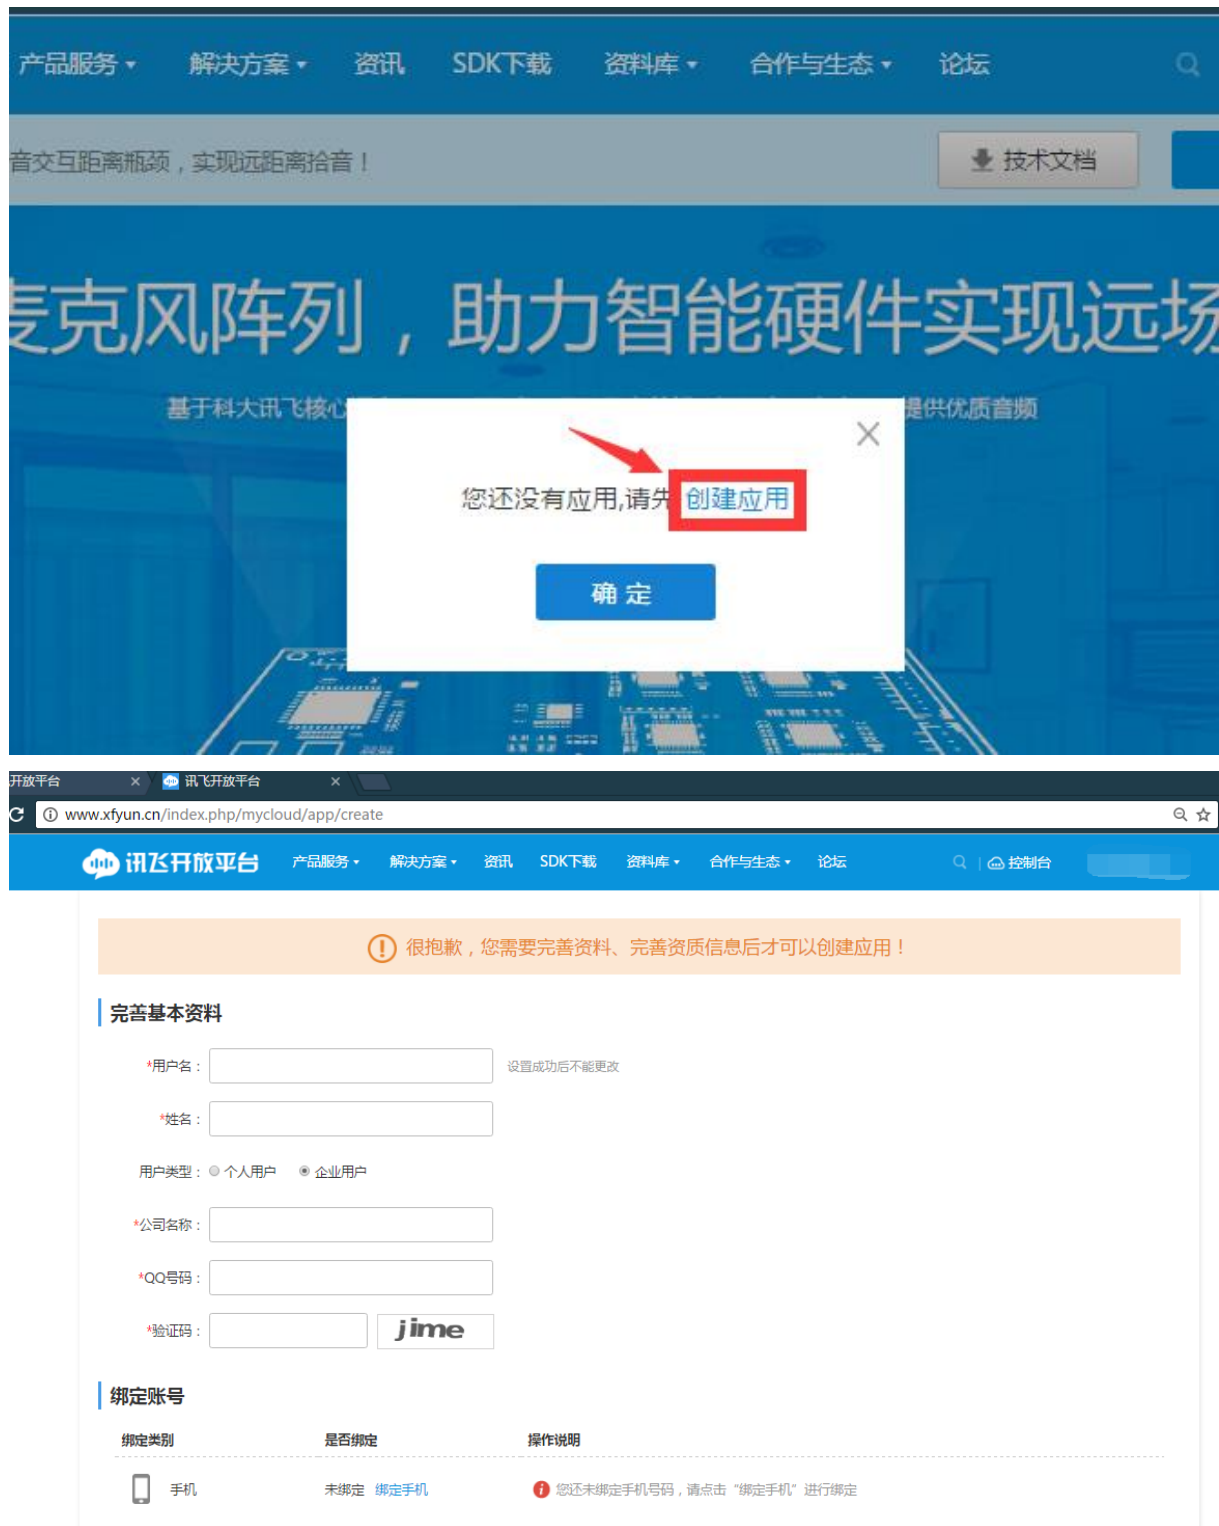 产品服务 解决方案 资讯 SDK下载 资料库 合作与生态 论坛
音交互距离瓶颈，实现远距离拾音！ 技术文档
麦克风阵列，助力智能硬件实现远场
基于科大讯飞核心 提供优质音频
您还没有应用,请先 创建应用
确 定
开放平台 讯飞开放平台
www.xfyun.cn/index.php/mycloud/app/create
讯飞开放平台 产品服务 解决方案 资讯 SDK下载 资料库 合作与生态 论坛 控制台
很抱歉，您需要完善资料、完善资质信息后才可以创建应用！
完善基本资料
*用户名： 设置成功后不能更改
*姓名：
用户类型： 个人用户 企业用户
*公司名称：
*QQ号码：
*验证码： jime
绑定账号
绑定类别 是否绑定 操作说明
手机 未绑定 绑定手机 您还未绑定手机号码，请点击“绑定手机”进行绑定